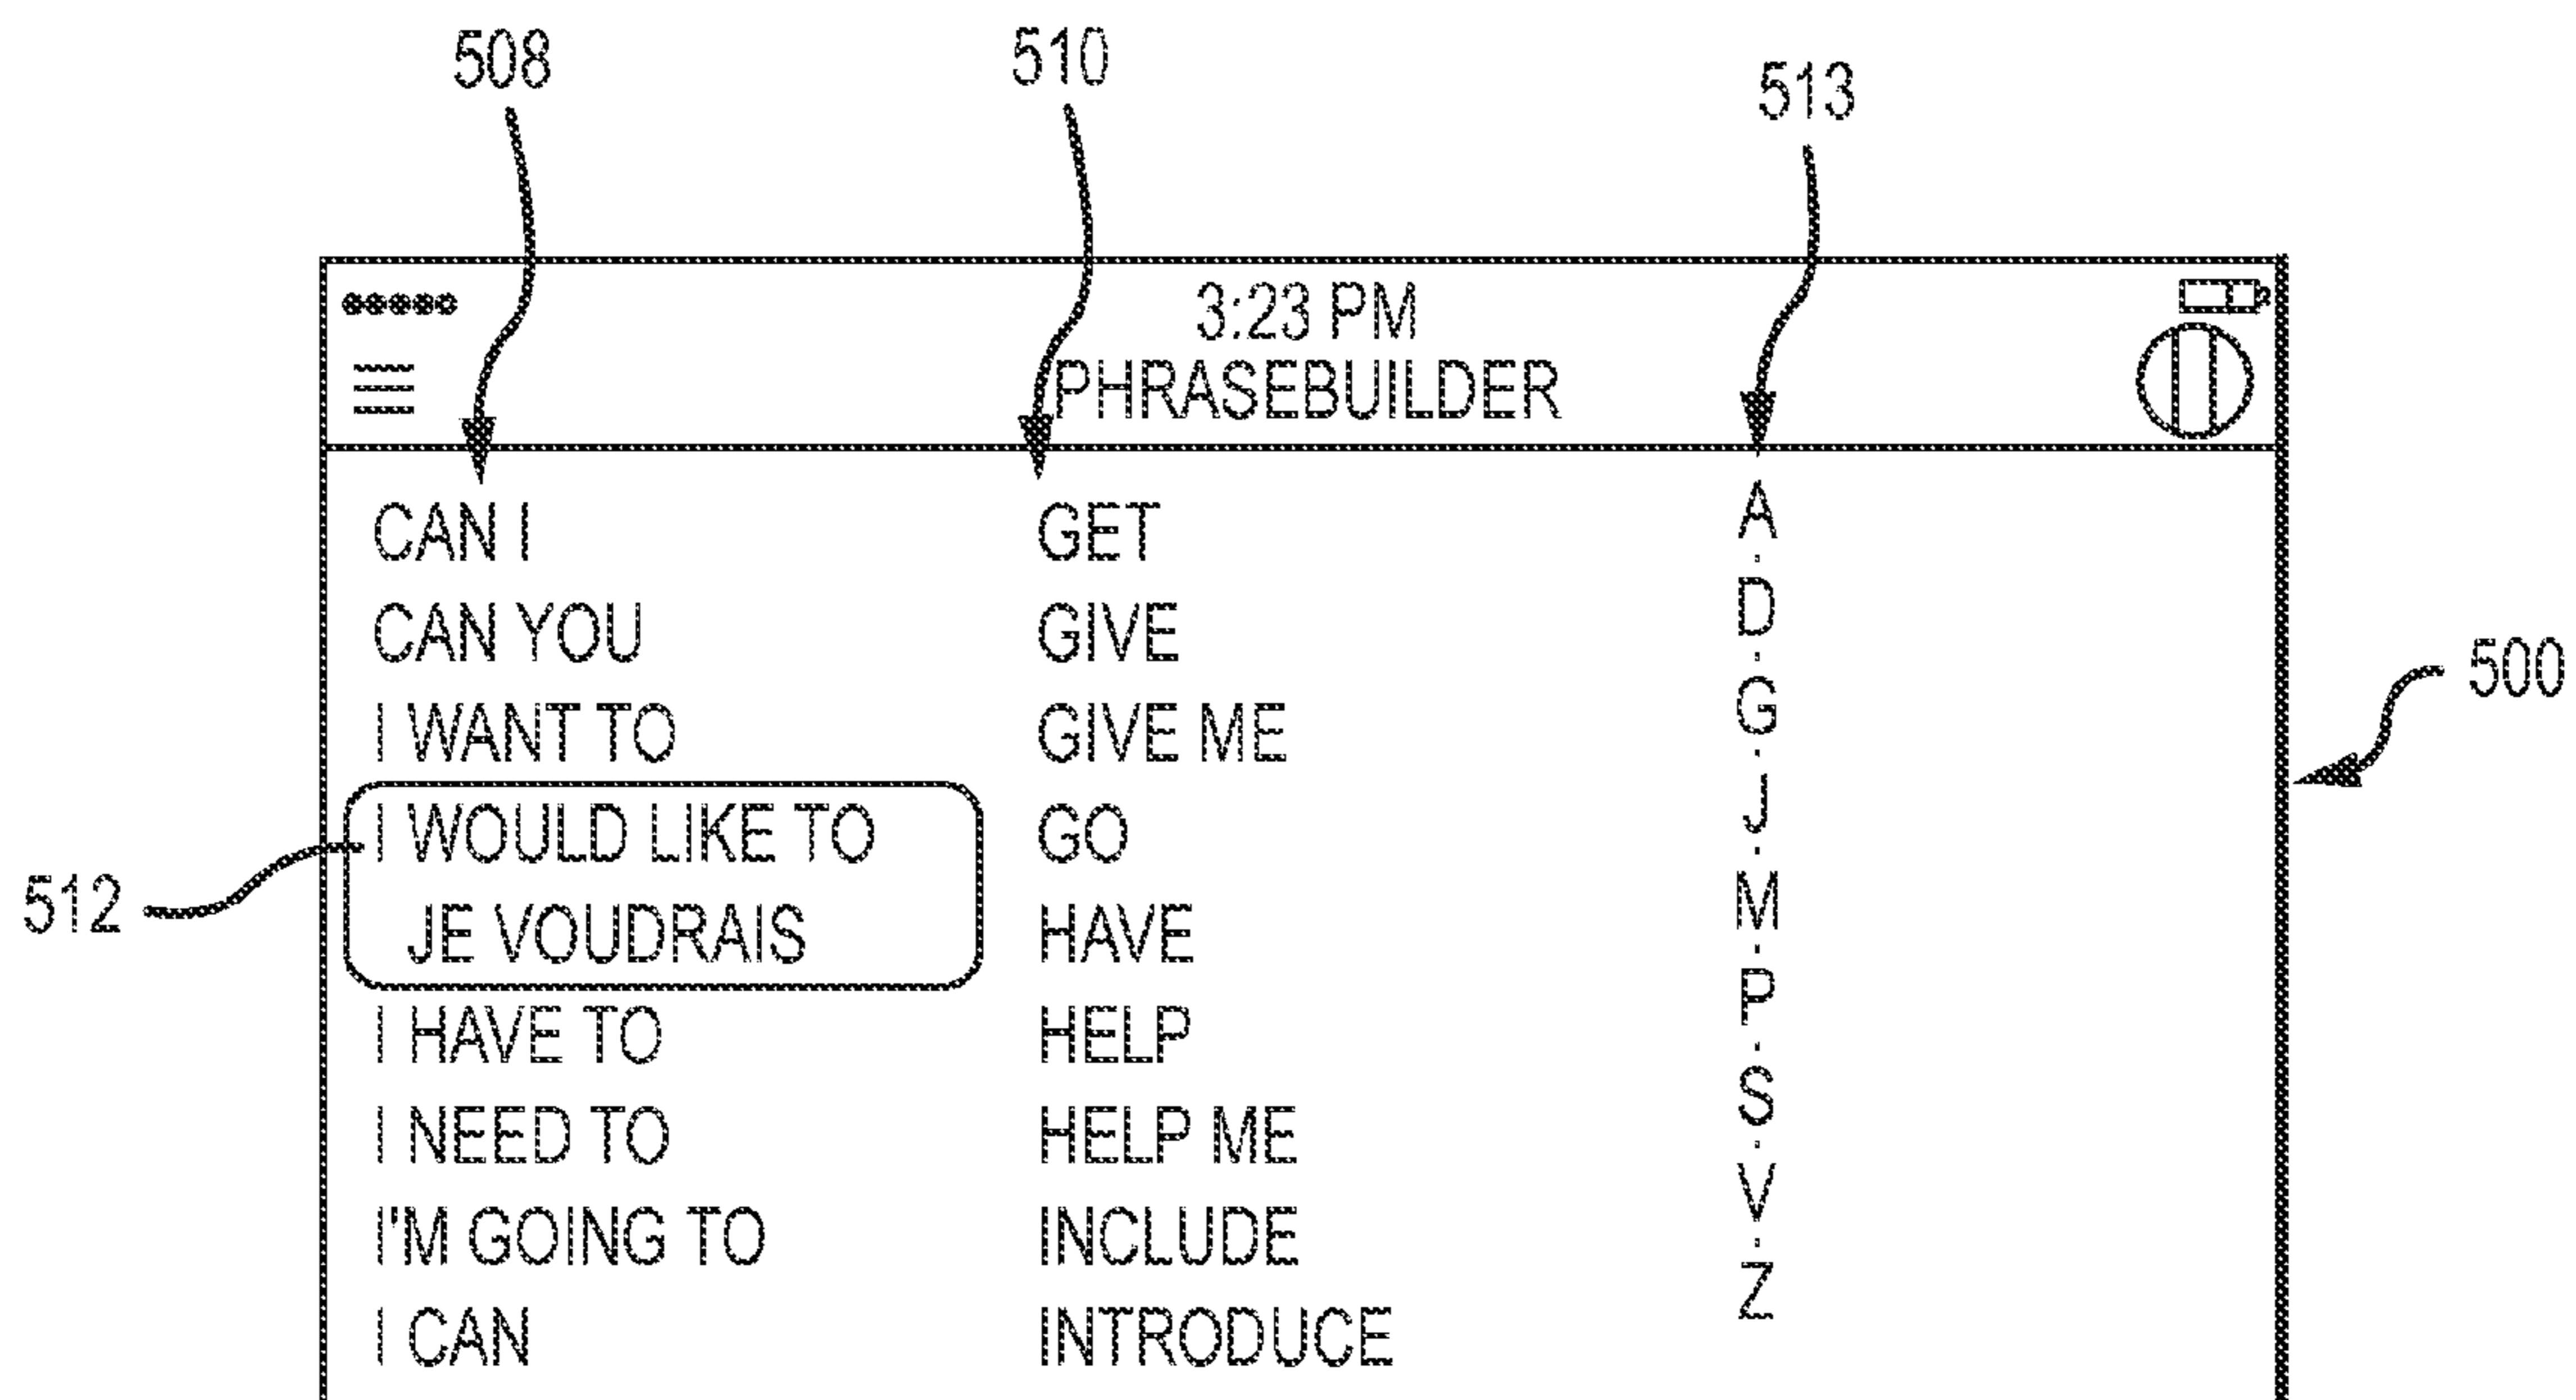 508 510 513
3:23 PM
PHRASEBUILDER
CAN I GET A
CAN YOU GIVE D
I WANT TO GIVE ME G
500
I WOULD LIKE TO GO J
512
JE VOUDRAIS HAVE M
I HAVE TO HELP P
I NEED TO HELP ME S
I'M GOING TO INCLUDE V
I CAN INTRODUCE Z